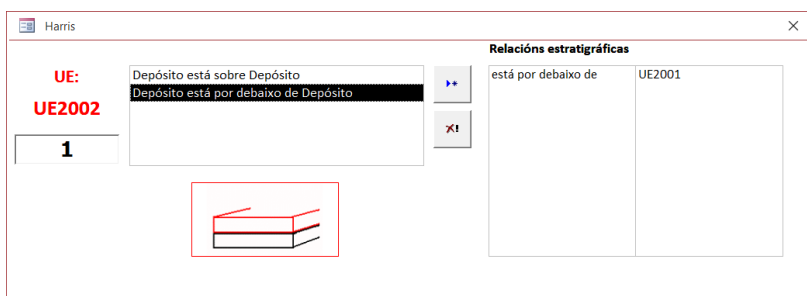 Harris
Relacións estratigráficas
UE:
UE2002
1
Depósito está sobre Depósito
Depósito está por debaixo de Depósito
está por debaixo de UE2001